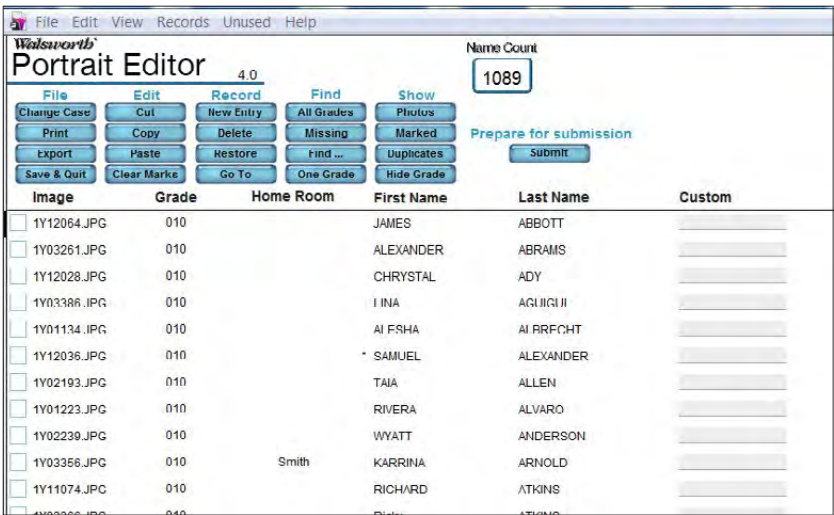 File Edit View Records Unused Help
Walsworth
Name Count
Portrait Editor 4.0
1089
File Edit Record Find Show
Change Case Cut New Entry All Grades Photos
Print Copy Delete Missing Marked Prepare for submission
Export Paste Restore Find ... Duplicates Submit
Save & Quit Clear Marks Go To One Grade Hide Grade
Image Grade Home Room First Name Last Name Custom
1Y12064.JPG 010 JAMES ABBOTT
1Y03261.JPG 010 ALEXANDER ABRAMS
1Y12028.JPG 010 CHRYSTAL ADY
1Y03386.JPG 010 LINA AGUIGUI
1Y01134.JPG 010 ALESHA ALBRECHT
1Y12036.JPG 010 SAMUEL ALEXANDER
1Y02193.JPG 010 TAIA ALLEN
1Y01223.JPG 010 RIVERA ALVARO
1Y02239.JPG 010 WYATT ANDERSON
1Y03356.JPG 010 Smith KARRINA ARNOLD
1Y11074.JPG 010 RICHARD ATKINS
010 ATKINS